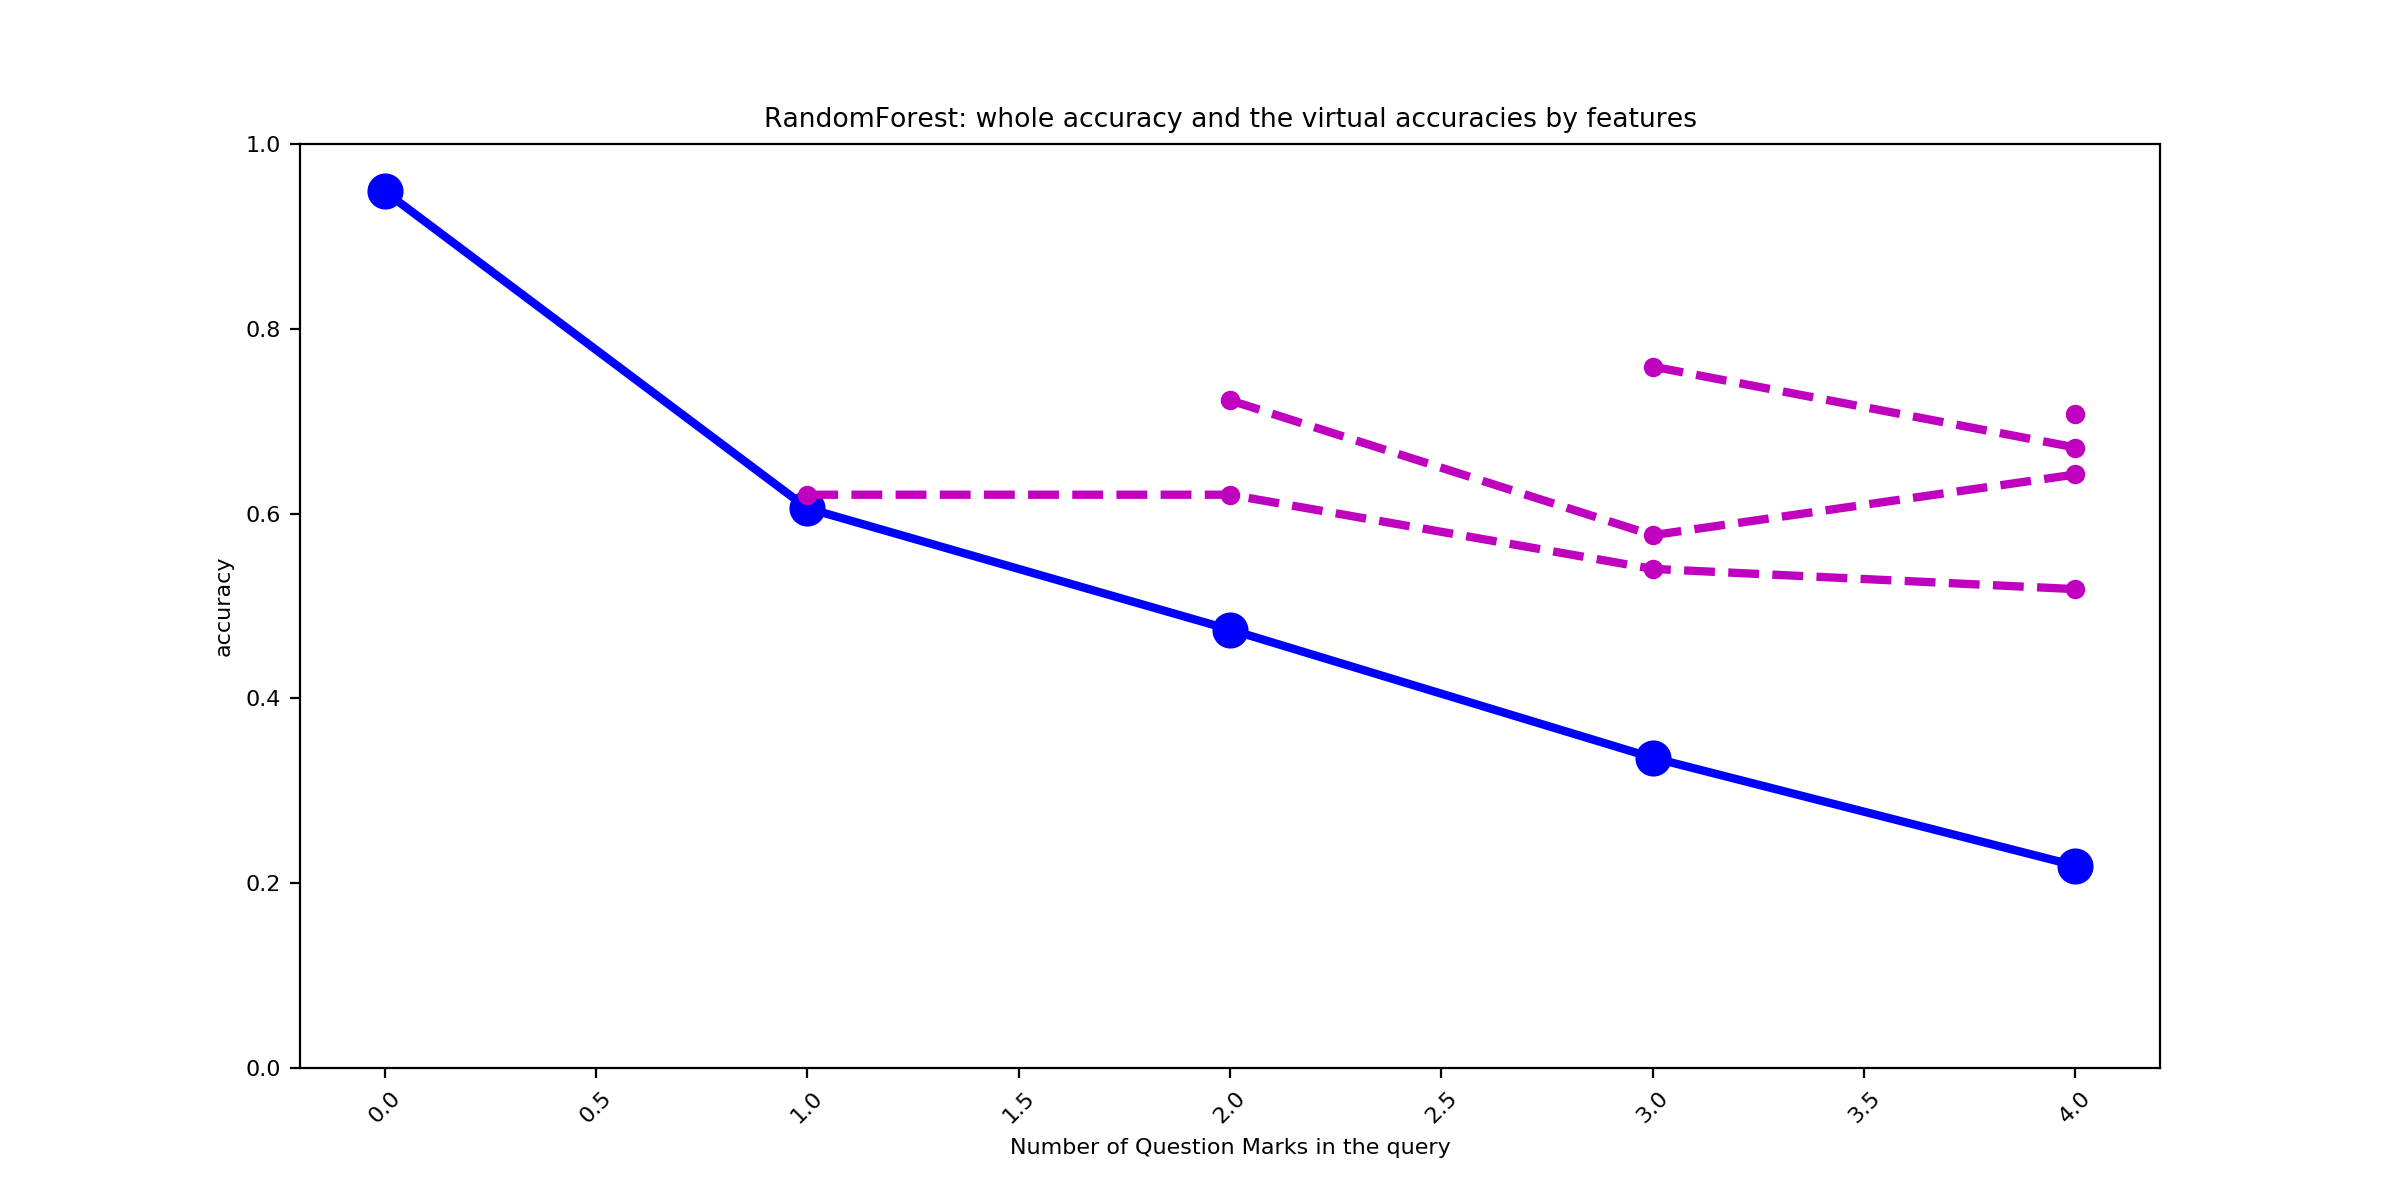 RandomForest: whole accuracy and the virtual accuracies by features
1.0
0.8
0.6
0.4
0.2
0.0
accuracy
0.0 0.5 1.0 1.5 2.0 2.5 3.0 3.5 4.0
Number of Question Marks in the query